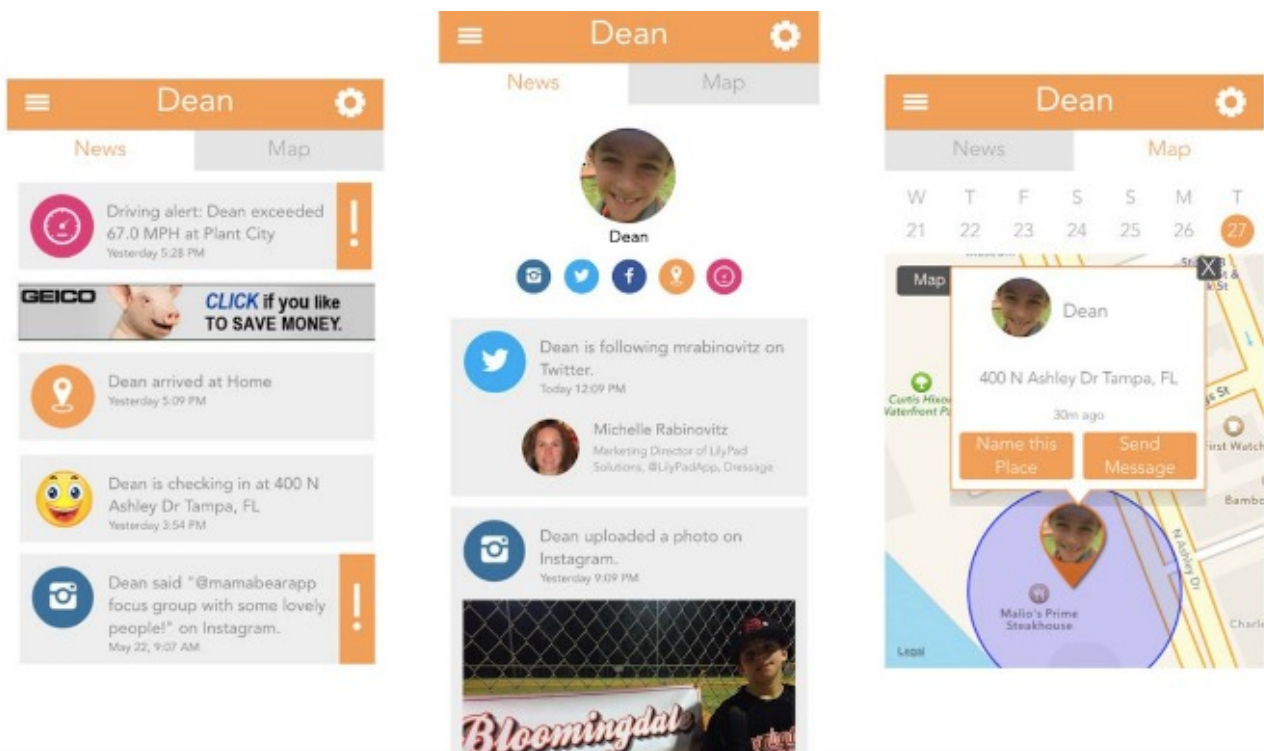 Dean
News Map
Driving alert: Dean exceeded
67.0 MPH at Plant City
Yesterday 5:28 PM
GEICO
CLICK if you like
TO SAVE MONEY.
Dean arrived at Home
Yesterday 5:09 PM
Dean is checking in at 400 N
Ashley Dr Tampa, FL
Yesterday 3:54 PM
Dean said "@mamabearapp
focus group with some lovely
people!" on Instagram.
May 22, 9:07 AM
Dean
News Map
Dean
Dean is following mrabinovitz on
Twitter.
Today 12:09 PM
Michelle Rabinovitz
Marketing Director of LilyPad
Solutions, @LilyPadApp, Dressage
Dean uploaded a photo on
Instagram.
Yesterday 9:09 PM
Bloomingdale
Dean
News Map
W T F S S M T
21 22 23 24 25 26 27
Map
X
Dean
400 N Ashley Dr Tampa, FL
30m ago
Name this
Place
Send
Message
Curtis Hixon
Waterfront
First Watch
N Ashley Dr
Malio's Prime
Steakhouse
Legal